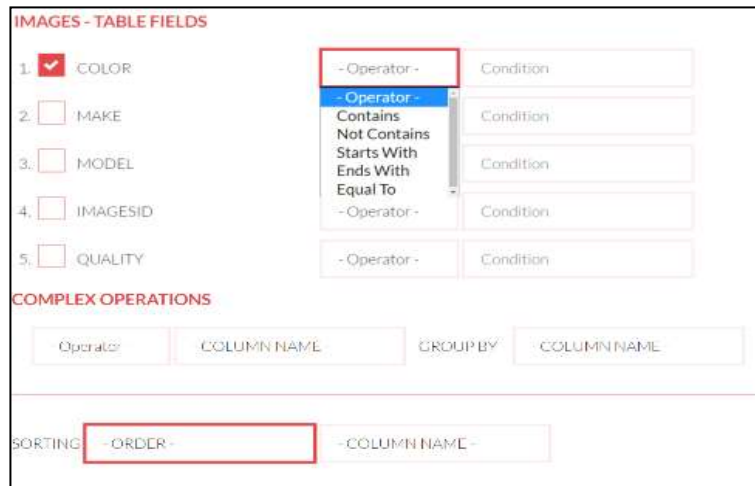 IMAGES - TABLE FIELDS
1. COLOR - Operator - Condition
- Operator -
Contains
Not Contains
Starts With
Ends With
Equal To
2. MAKE Condition
3. MODEL Condition
4. IMAGESID - Operator - Condition
5. QUALITY - Operator - Condition
COMPLEX OPERATIONS
Operator COLUMN NAME GROUP BY COLUMN NAME
SORTING - ORDER - - COLUMN NAME -